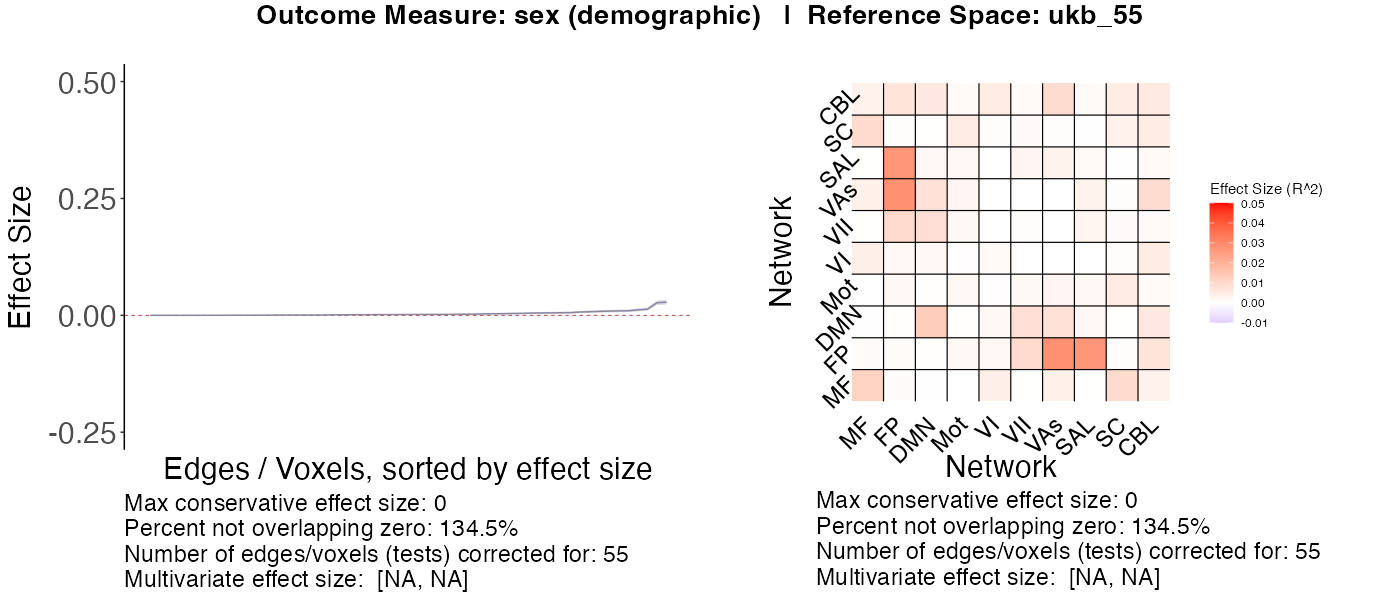 Outcome Measure: sex (demographic)   |  Reference Space: ukb_55
0.50
0.25
0.00
-0.25
Effect Size
Edges / Voxels, sorted by effect size
Max conservative effect size: 0
Percent not overlapping zero: 134.5%
Number of edges/voxels (tests) corrected for: 55
Multivariate effect size:  [NA, NA]
Network
CBL
SC
SAL
VAs
VII
VI
Mot
DMN
FP
MF
MF
FP
DMN
Mot
VI
VII
VAs
SAL
SC
CBL
Network
Effect Size (R^2)
0.05
0.04
0.03
0.02
0.01
0.00
-0.01
Max conservative effect size: 0
Percent not overlapping zero: 134.5%
Number of edges/voxels (tests) corrected for: 55
Multivariate effect size:  [NA, NA]